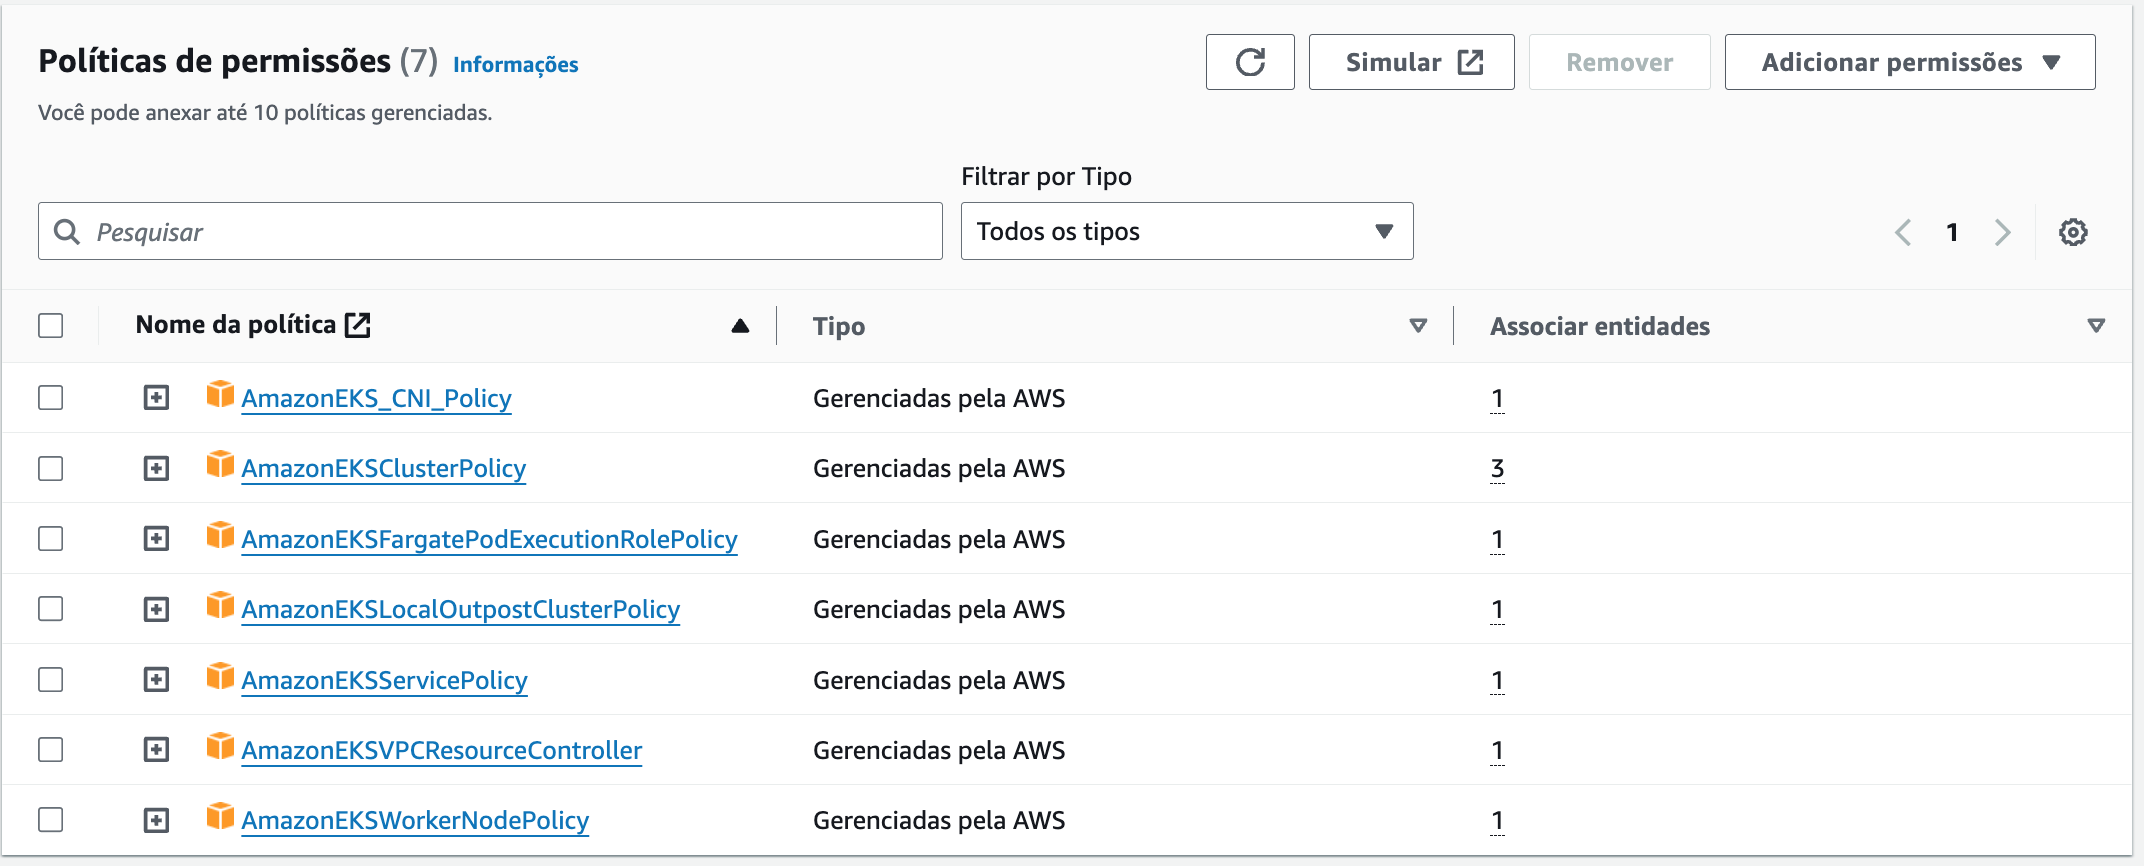 Políticas de permissões (7) Informações
Simular
Remover
Adicionar permissões
Você pode anexar até 10 políticas gerenciadas.
Filtrar por Tipo
Pesquisar
Todos os tipos
1
Nome da política Tipo Associar entidades
AmazonEKS_CNI_Policy Gerenciadas pela AWS 1
AmazonEKSClusterPolicy Gerenciadas pela AWS 3
AmazonEKSFargatePodExecutionRolePolicy Gerenciadas pela AWS 1
AmazonEKSLocalOutpostClusterPolicy Gerenciadas pela AWS 1
AmazonEKSServicePolicy Gerenciadas pela AWS 1
AmazonEKSVPCResourceController Gerenciadas pela AWS 1
AmazonEKSWorkerNodePolicy Gerenciadas pela AWS 1